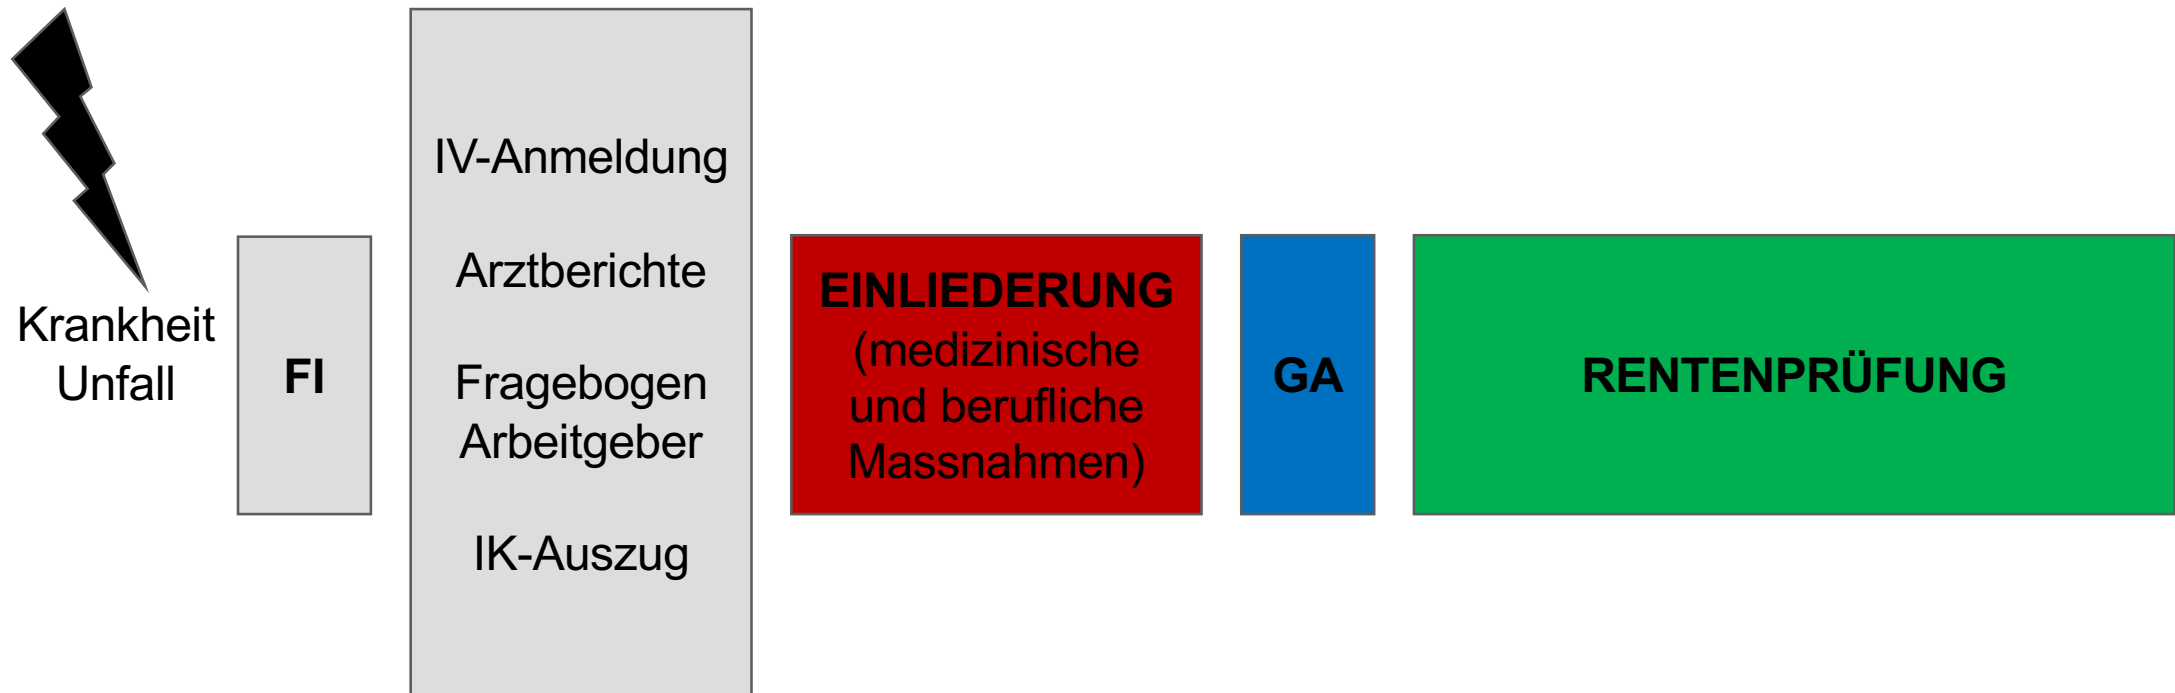 Krankheit
Unfall
FI
IV-Anmeldung
Arztberichte
Fragebogen
Arbeitgeber
IK-Auszug
EINLIEDERUNG
(medizinische
und berufliche
Massnahmen)
GA
RENTENPRÜFUNG